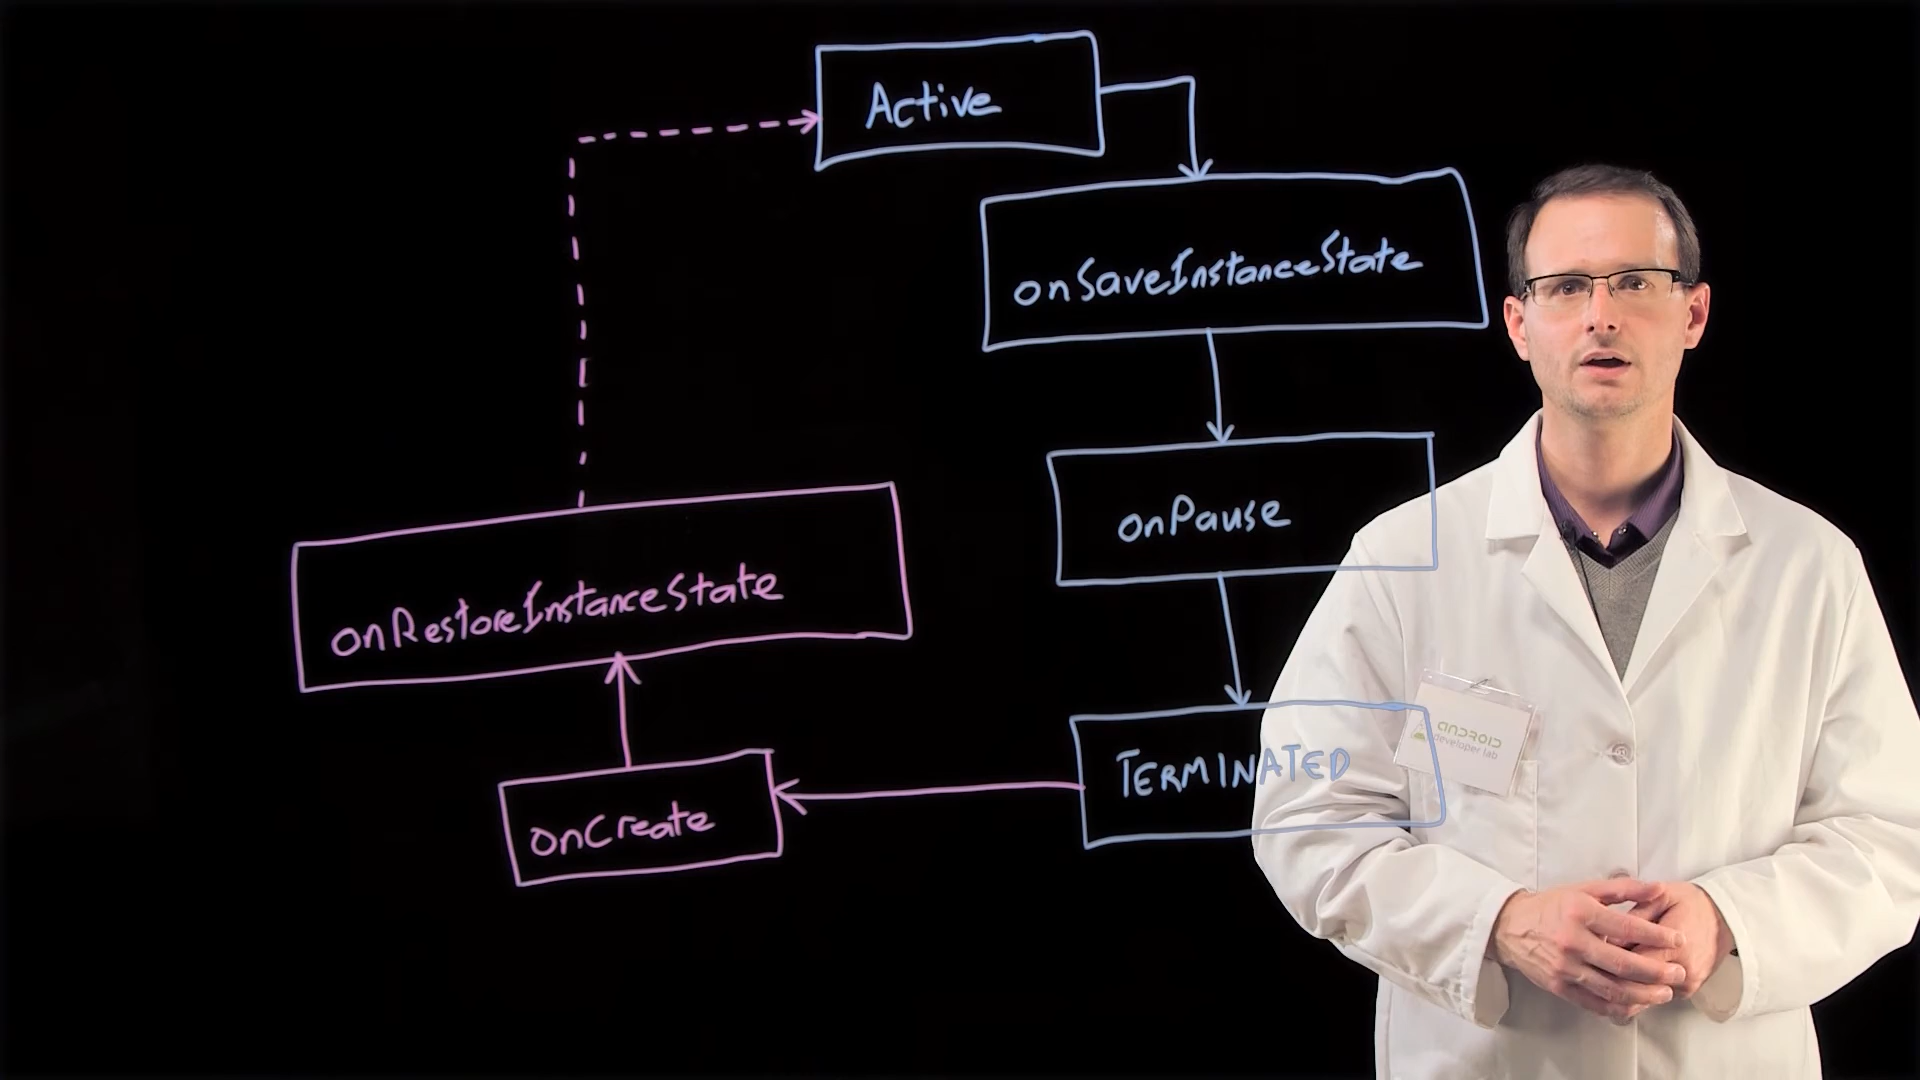 Active
onSaveInstanceState
onPause
onRestoreInstanceState
TERMINATED
onCreate
android
developer lab